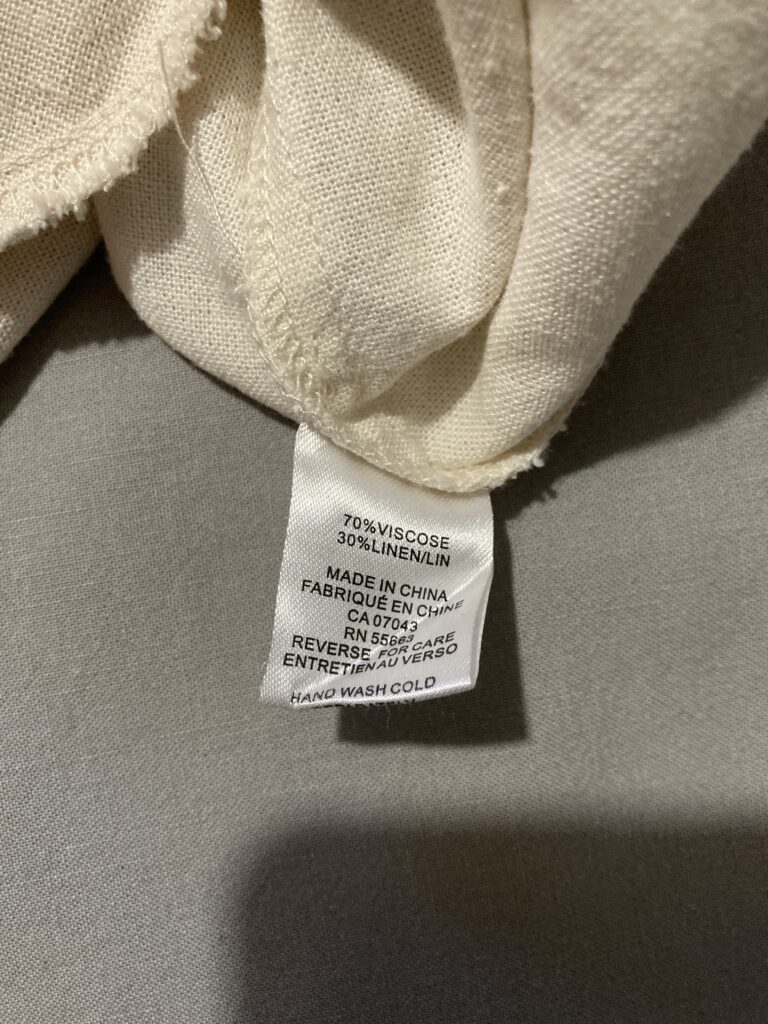 70%VISCOSE
30%LINEN/LIN
MADE IN CHINA
FABRIQUÉ EN CHINE
CA 07043
RN 55663
REVERSE FOR CARE
ENTRETIEN AU VERSO
HAND WASH COLD